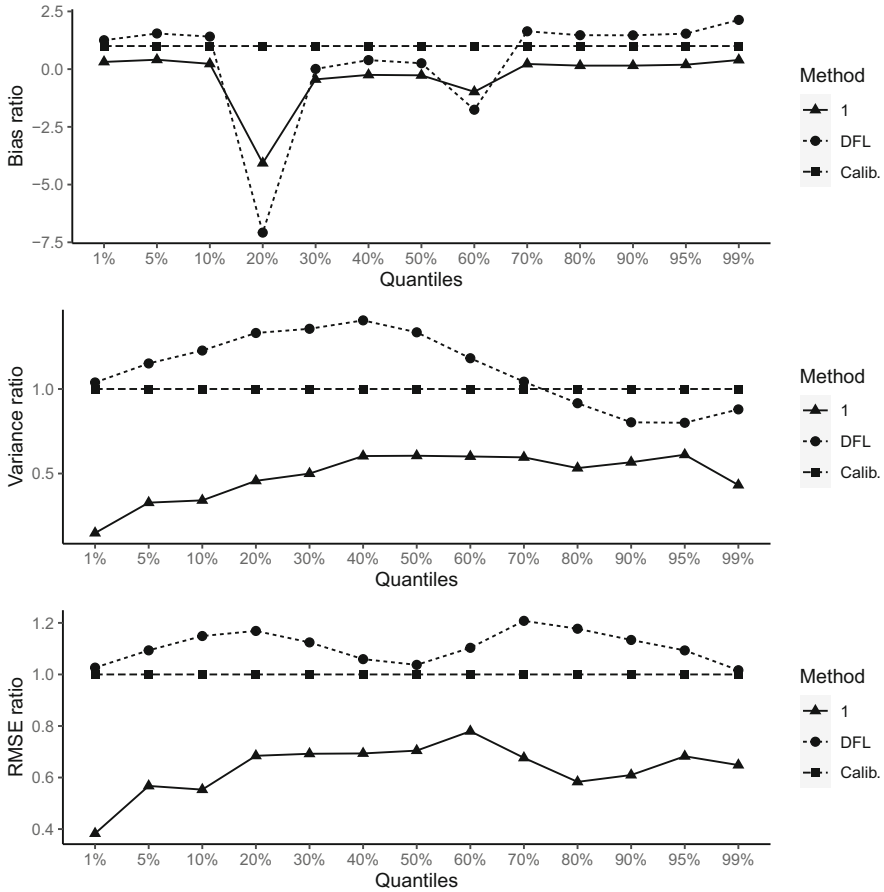 2.5
0.0
−2.5
−5.0
−7.5
Bias ratio
1% 5% 10% 20% 30% 40% 50% 60% 70% 80% 90% 95% 99%
Quantiles
Method
1
DFL
Calib.
1.0
0.5
Variance ratio
1% 5% 10% 20% 30% 40% 50% 60% 70% 80% 90% 95% 99%
Quantiles
Method
1
DFL
Calib.
1.2
1.0
0.8
0.6
0.4
RMSE ratio
1% 5% 10% 20% 30% 40% 50% 60% 70% 80% 90% 95% 99%
Quantiles
Method
1
DFL
Calib.